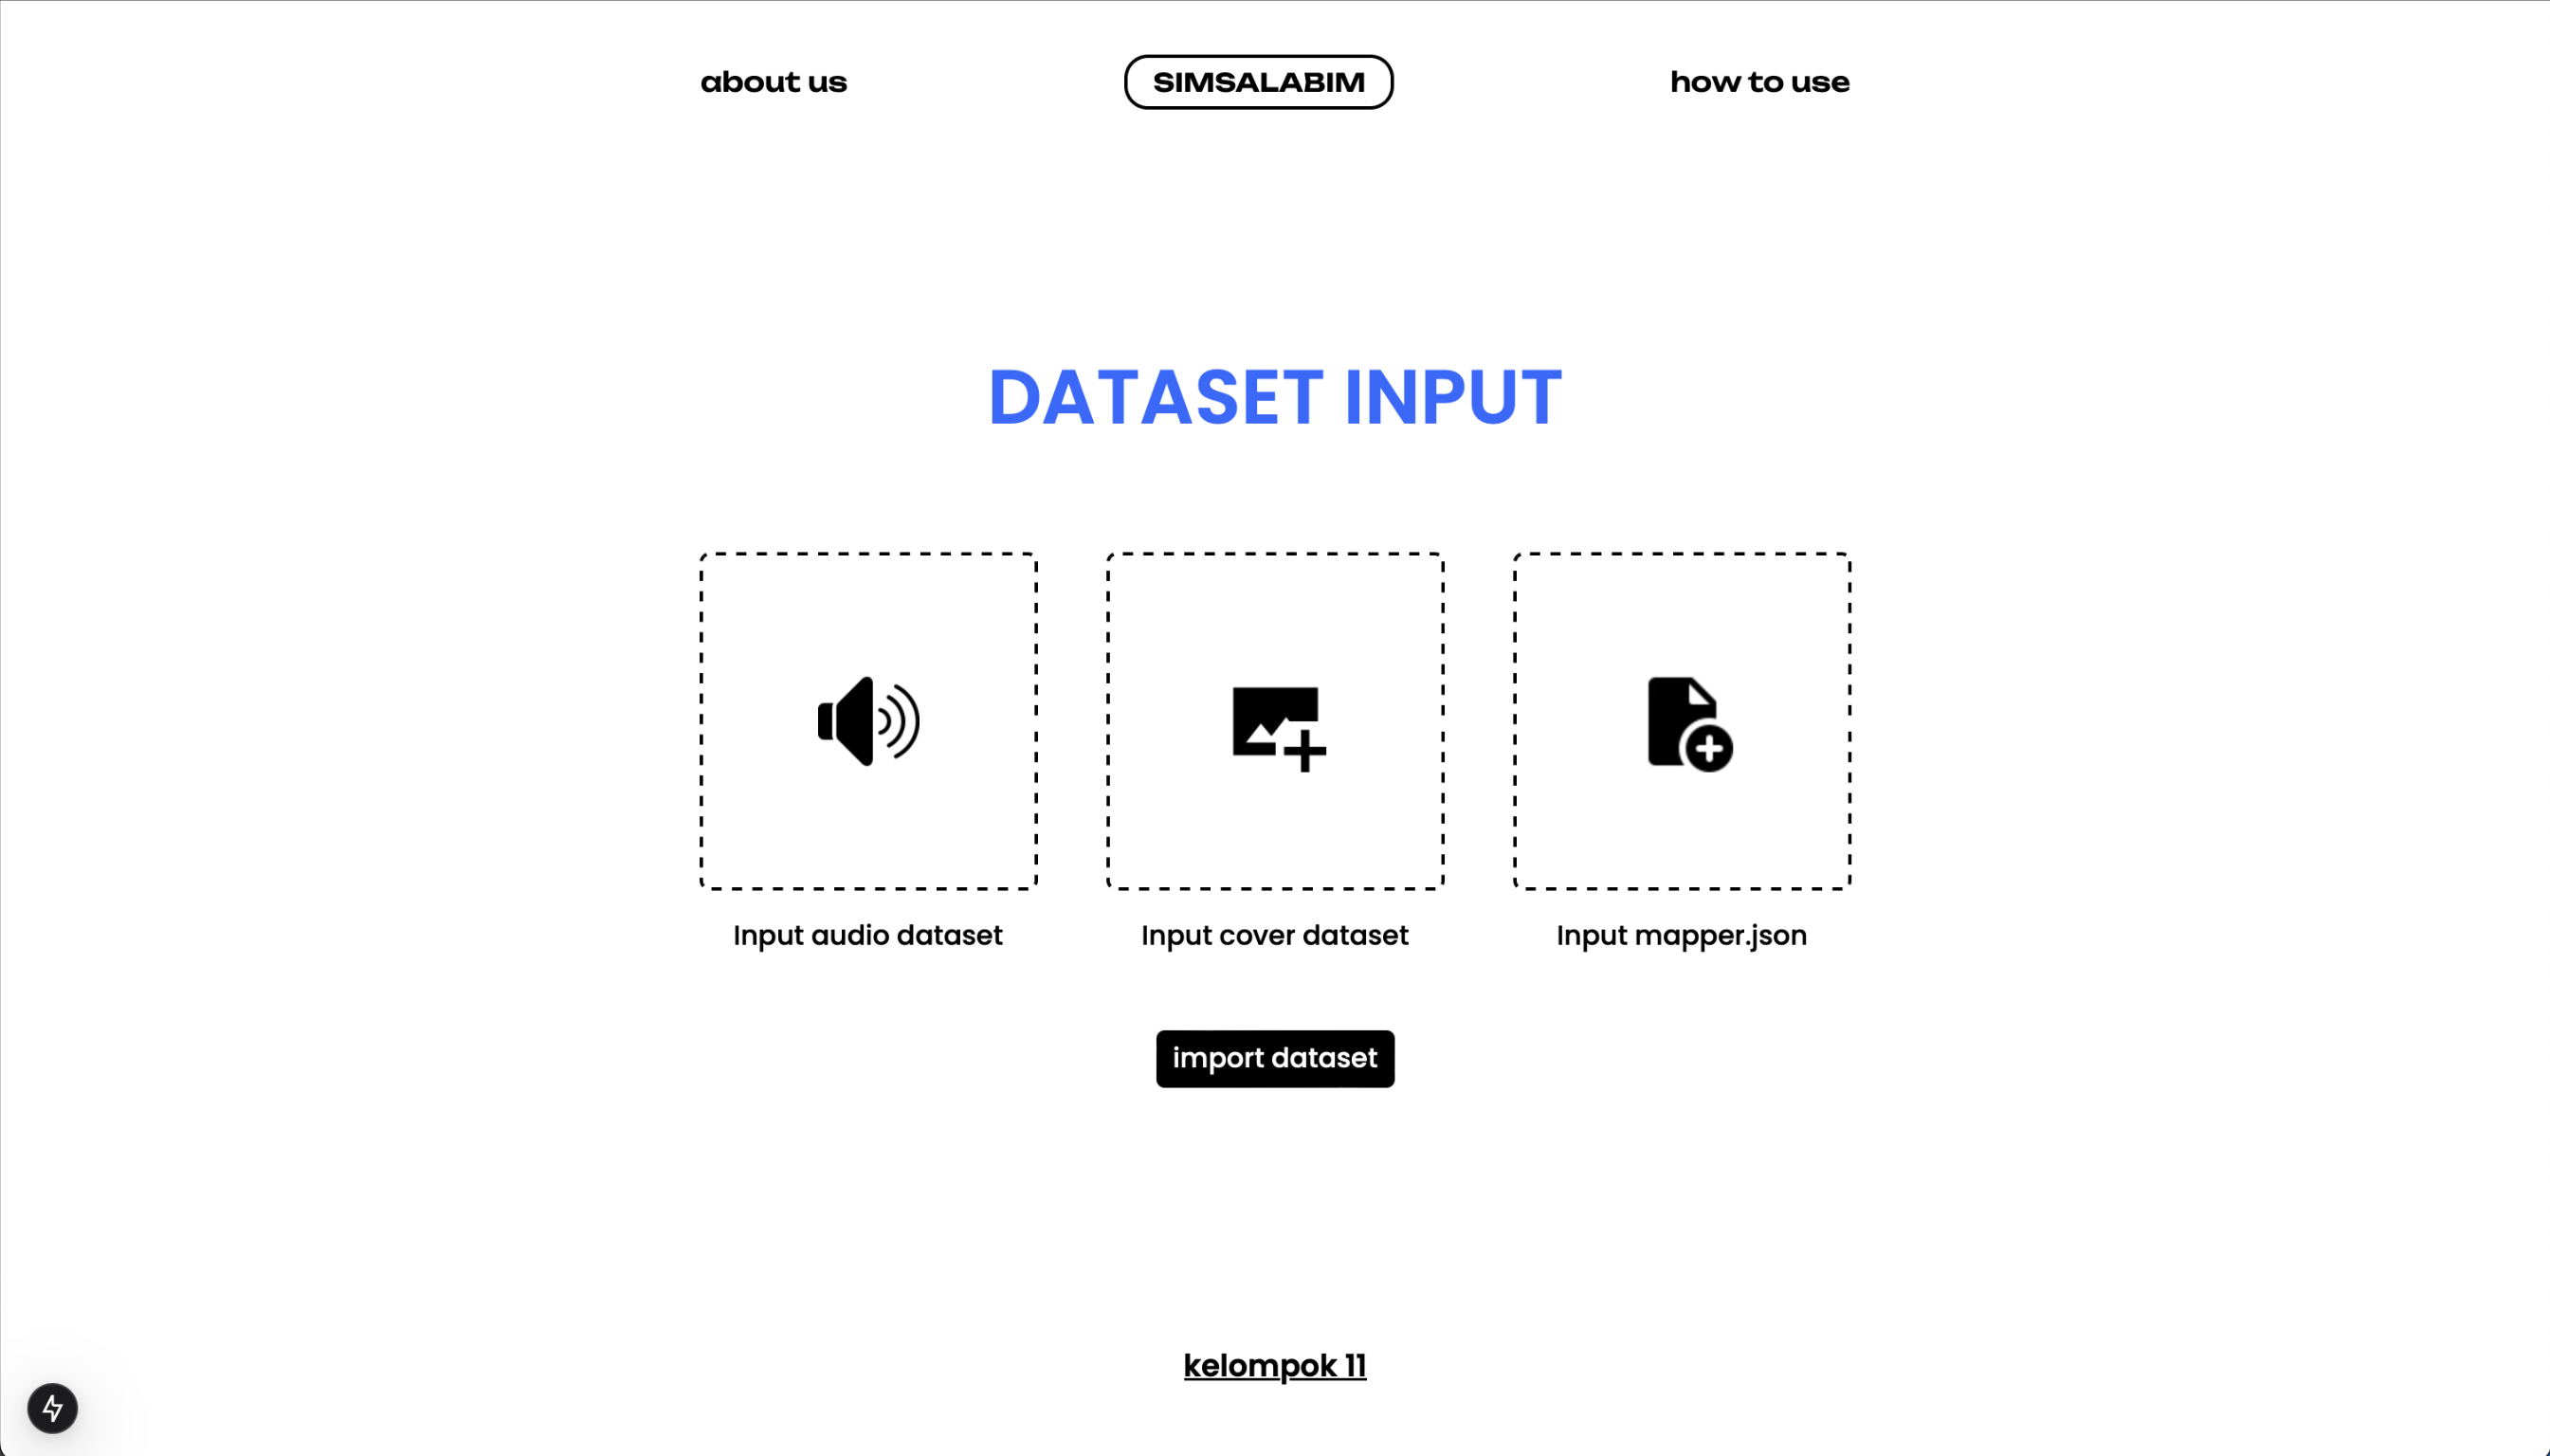 about us
SIMSALABIM
how to use
DATASET INPUT
Input audio dataset
Input cover dataset
Input mapper.json
import dataset
kelompok 11